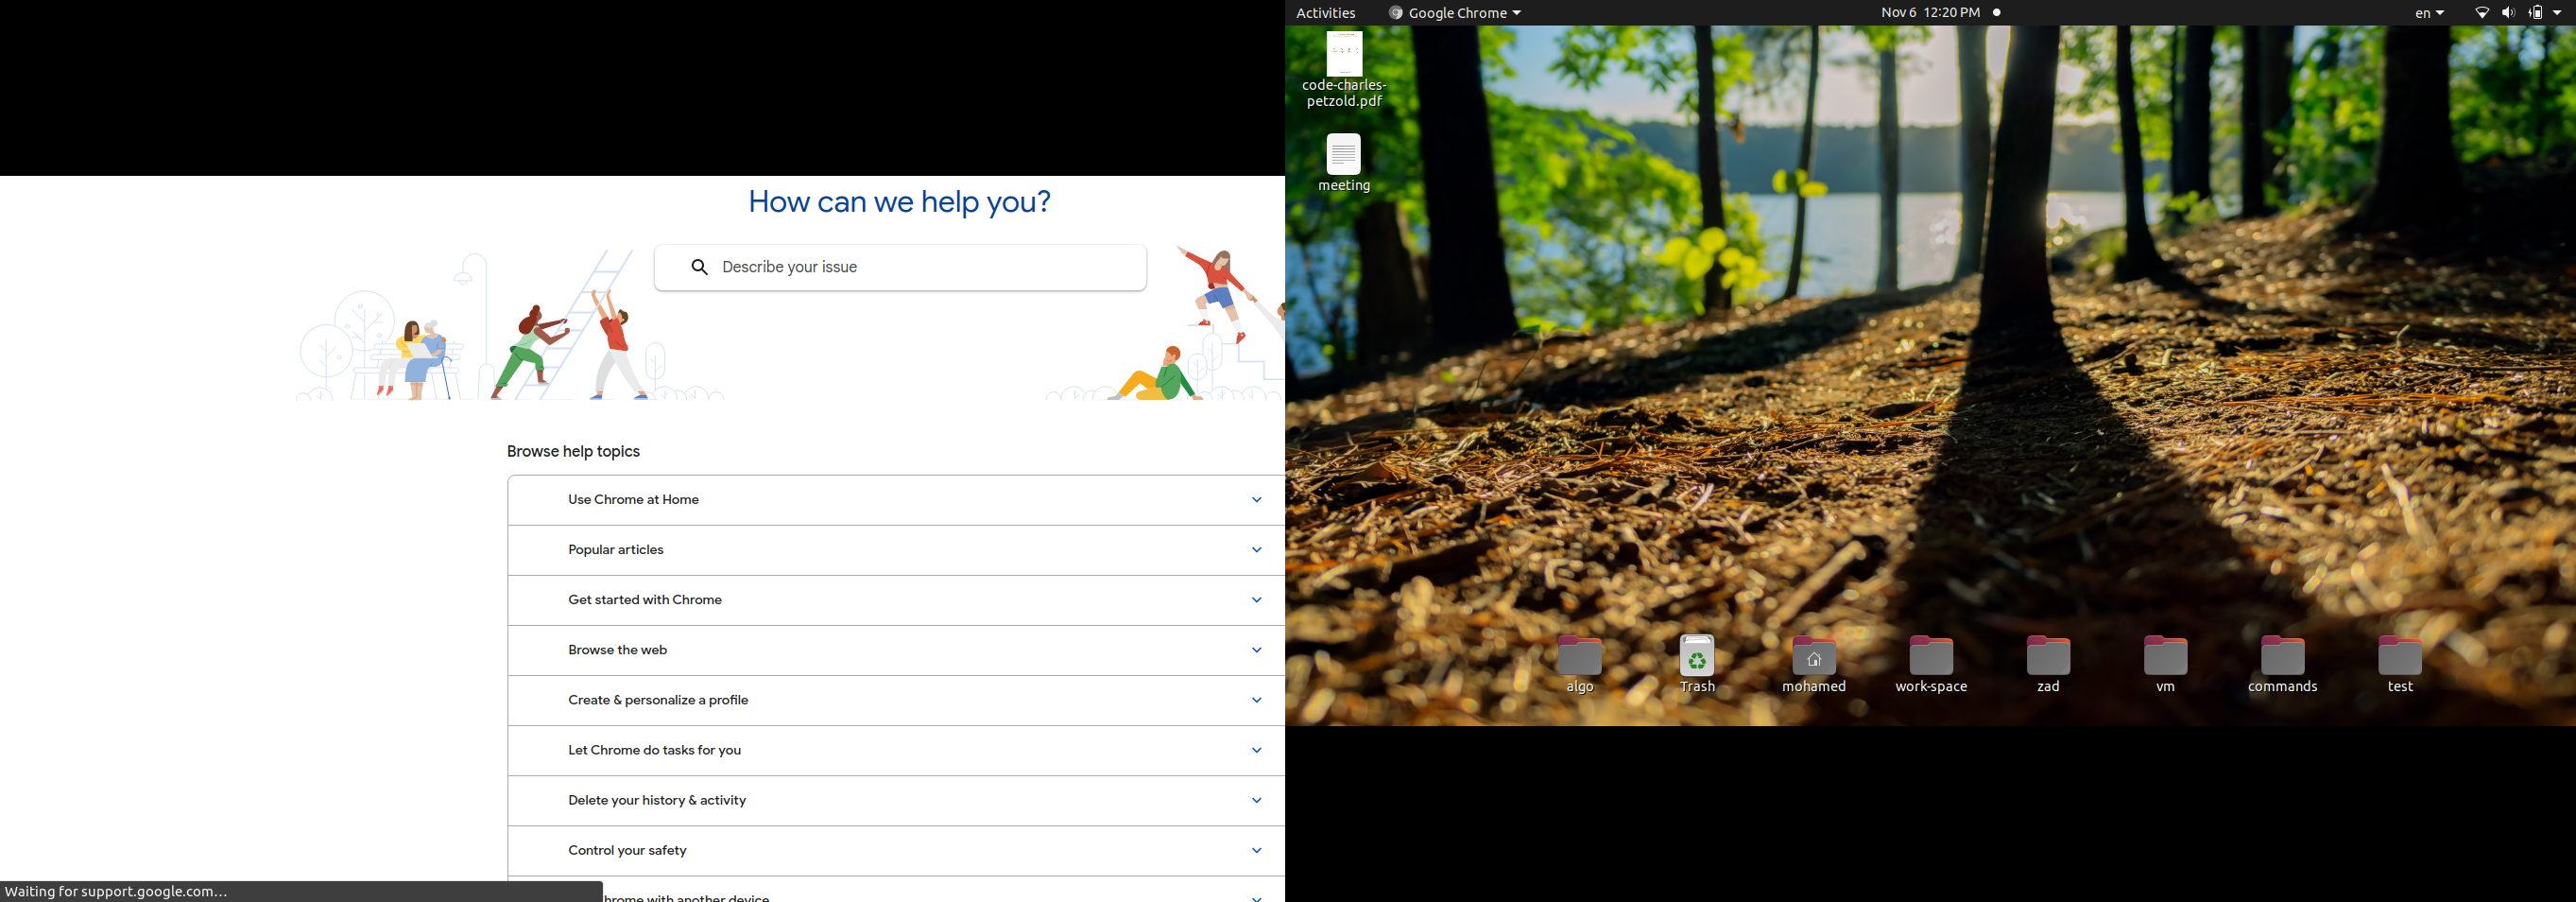 How can we help you?
Describe your issue
Browse help topics
Use Chrome at Home
Popular articles
Get started with Chrome
Browse the web
Create & personalize a profile
Let Chrome do tasks for you
Delete your history & activity
Control your safety
hrome with another device
Waiting for support.google.com...
Activities
Google Chrome
Nov 6 12:20 PM
en
code-charles-
petzold.pdf
meeting
algo
Trash
mohamed
work-space
zad
vm
commands
test